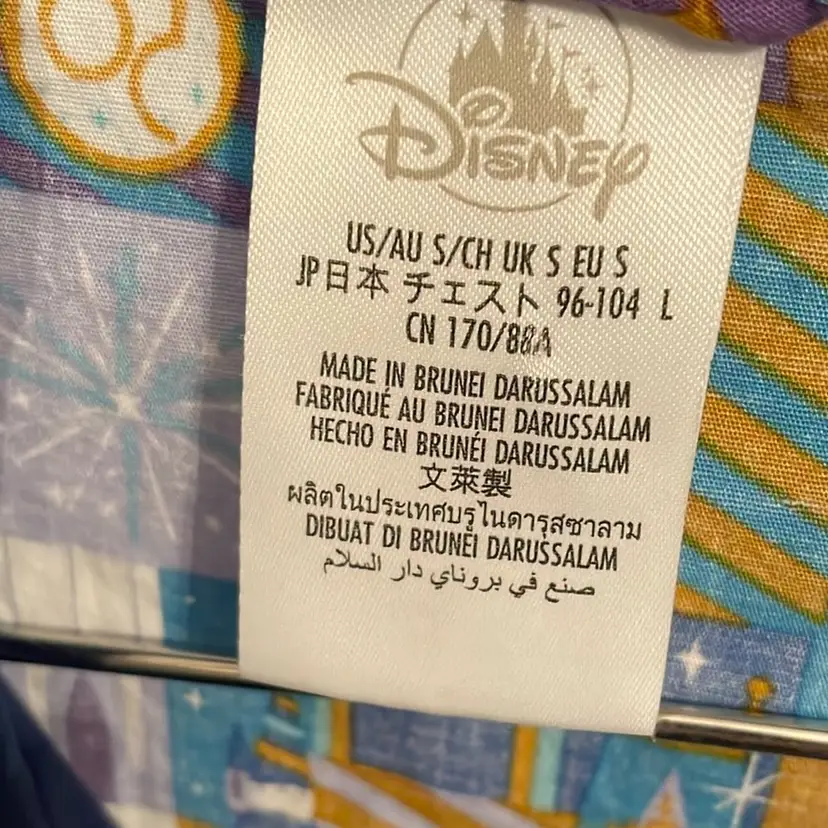 Disney
US/AU S/CH UK S EU S
JP日本 チェスト 96-104 L
CN 170/88A
MADE IN BRUNEI DARUSSALAM
FABRIQUÉ AU BRUNEI DARUSSALAM
HECHO EN BRUNÉI DARUSSALAM
文萊製
ผลิตในประเทศบรูไนดารุสซาลาม
DIBUAT DI BRUNEI DARUSSALAM
صنع في بروناي دار السلام